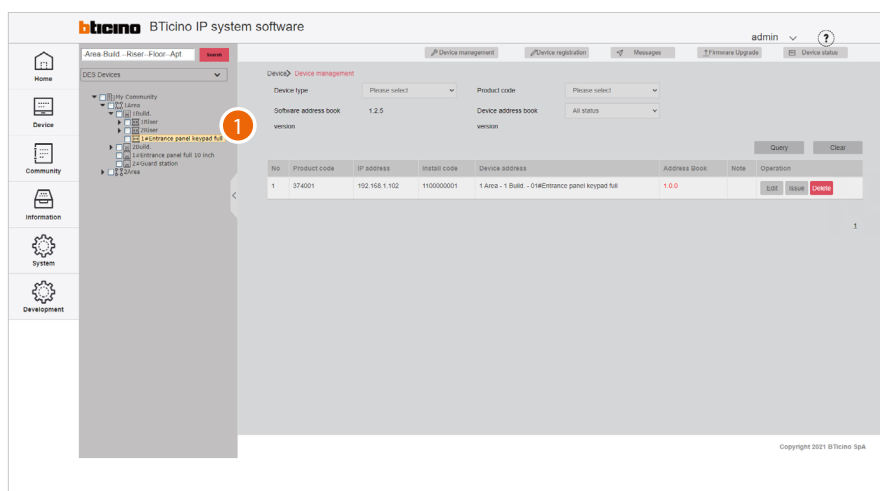 bticino BTicino IP system software
admin
?
Area-Build.-Riser-Floor-Apt Search
Device management Device registration Messages Firmware Upgrade Device status
Home
DES Devices
Device> Device management
Device type Please select Product code Please select
Software address book version 1.2.5 Device address book version All status
My Community
1Area
1Build.
1Riser
2Riser
1#Entrance panel keypad full
1
2Build.
1#Entrance panel full 10 inch
2#Guard station
2Area
Device
Query Clear
Community
No Product code IP address Install code Device address Address Book Note Operation
1 374001 192.168.1.102 1100000001 1 Area - 1 Build. - 01#Entrance panel keypad full 1.0.0 Edit Issue Delete
<
Information
1
System
Development
Copyright 2021 BTicino SpA